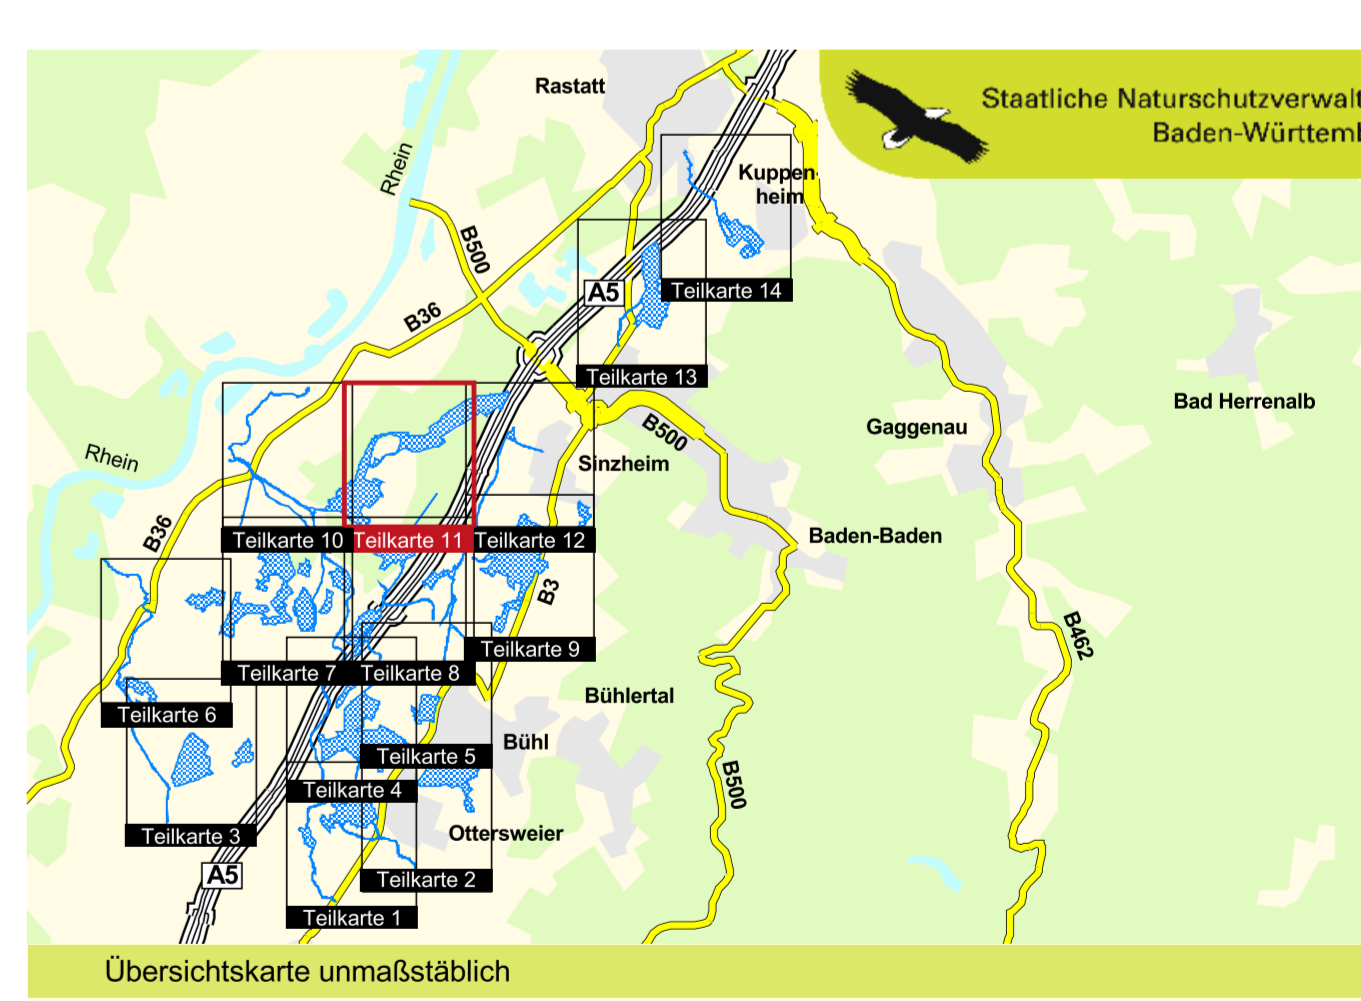 Rastatt
Staatliche Naturschutzverwalt
Baden-Württemb
Rhein
Kuppen-
heim
B500
Teilkarte 14
A5
B36
Teilkarte 13
Bad Herrenalb
Gaggenau
B500
Sinzheim
Rhein
B36
Teilkarte 10
Teilkarte 11
Teilkarte 12
Baden-Baden
B3
B462
Teilkarte 9
Teilkarte 7
Teilkarte 8
Bühlertal
Teilkarte 6
Bühl
Teilkarte 5
B500
Teilkarte 4
Teilkarte 3
Ottersweier
A5
Teilkarte 2
Teilkarte 1
Übersichtskarte unmaßstäblich